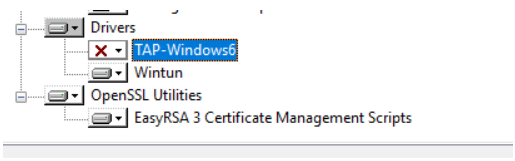 Drivers
TAP-Windows6
Wintun
OpenSSL Utilities
EasyRSA 3 Certificate Management Scripts